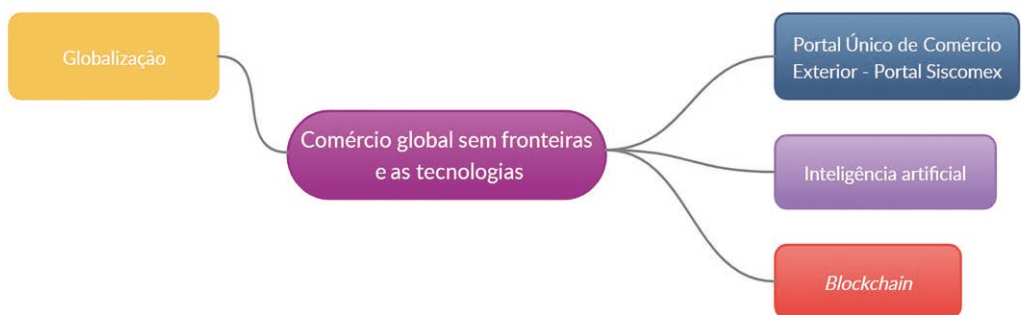 Globalização
Comércio global sem fronteiras
e as tecnologias
Portal Único de Comércio
Exterior - Portal Siscomex
Inteligência artificial
Blockchain